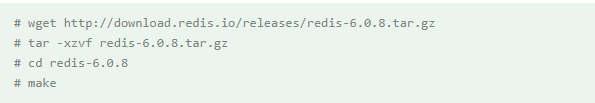 # wget http://download.redis.io/releases/redis-6.0.8.tar.gz
# tar -xzvf redis-6.0.8.tar.gz
# cd redis-6.0.8
# make